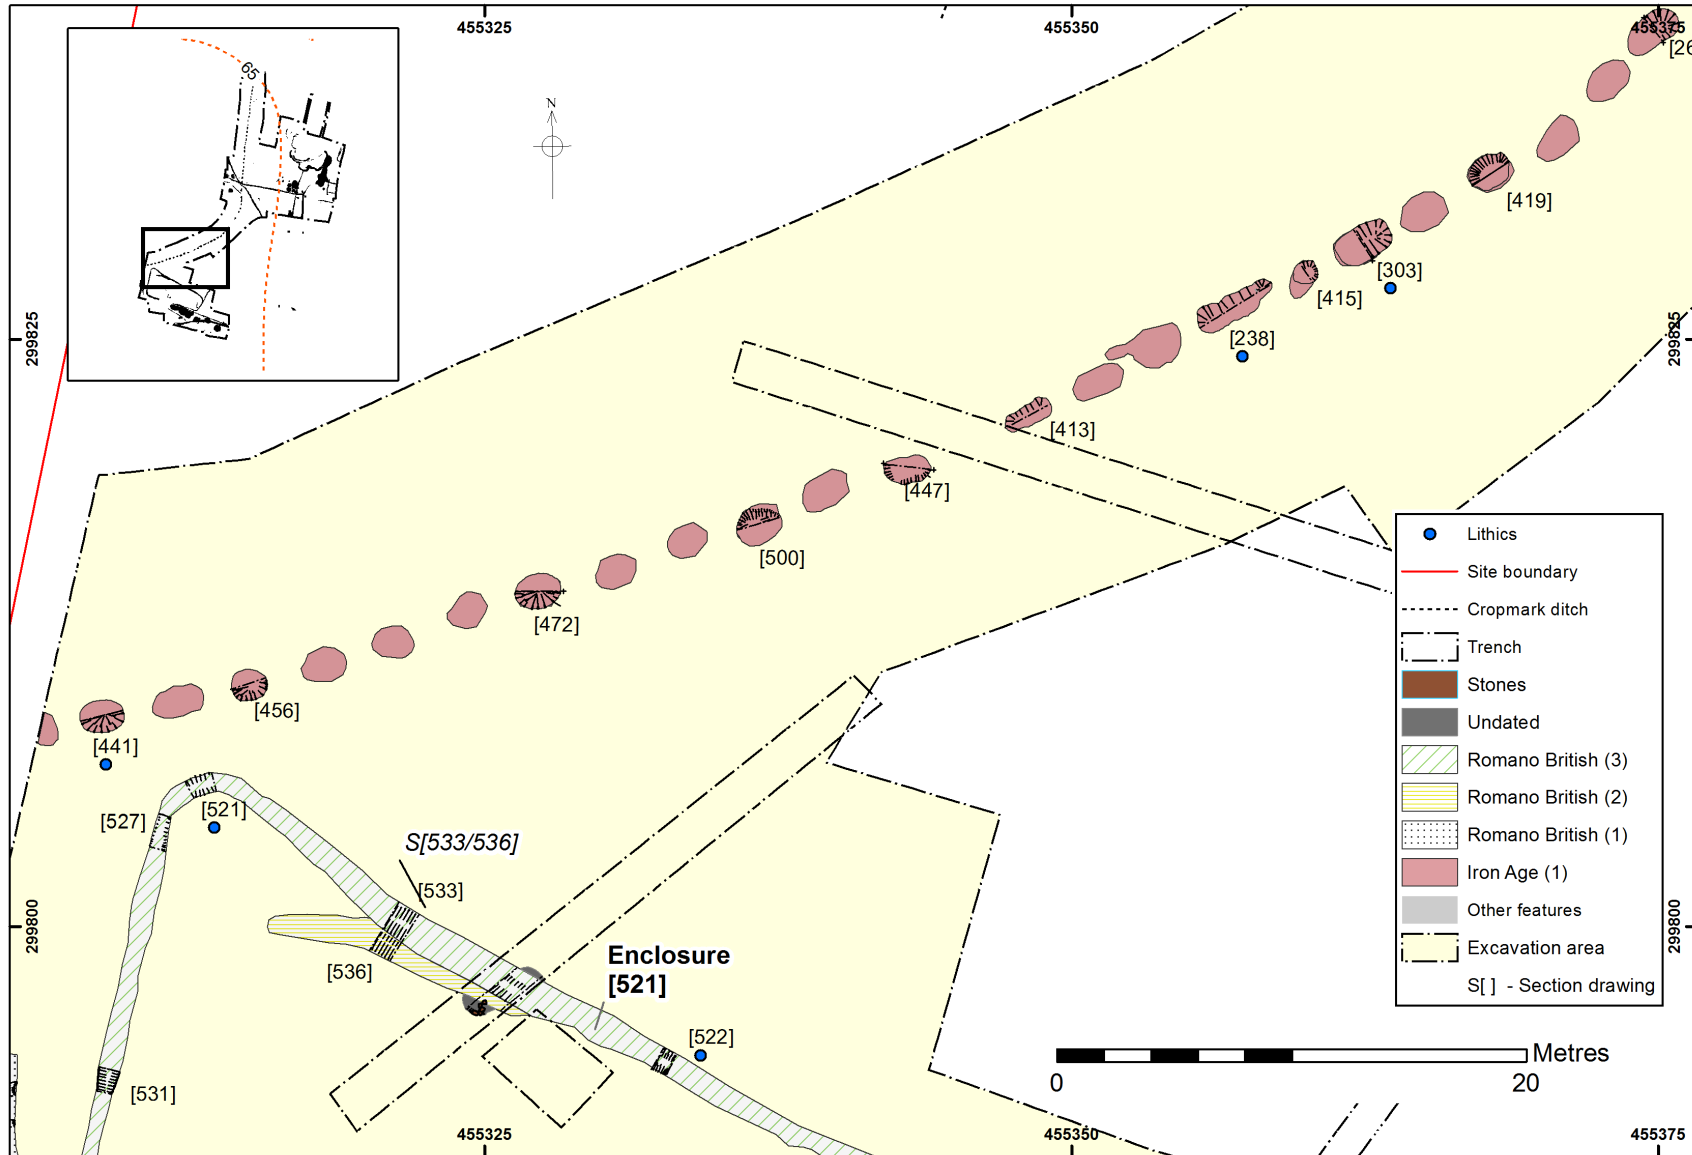 455325
455350
455375
[26
65
N
[419]
[303]
[415]
299825
299825
[238]
[413]
[447]
[500]
[472]
[456]
[441]
[521]
[527]
S[533/536]
[533]
[536]
Enclosure
[521]
[522]
[531]
299800
299800
Lithics
Site boundary
Cropmark ditch
Trench
Stones
Undated
Romano British (3)
Romano British (2)
Romano British (1)
Iron Age (1)
Other features
Excavation area
S[ ] - Section drawing
Metres
0
20
455325
455350
455375